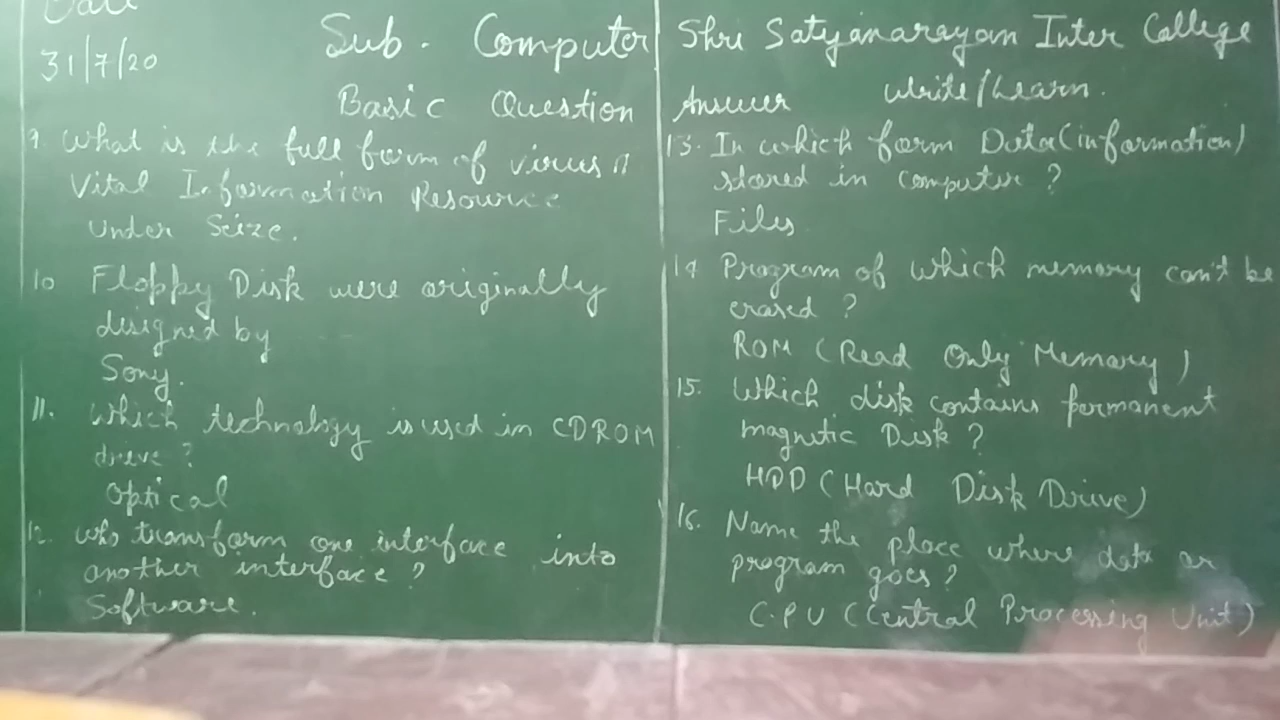 Date
31/7/20
Sub. Computer
Basic Question
9. What is the full form of virus?
Vital Information Resource
Under Seize.
10 Floppy Disk were originally
designed by
Sony.
11. Which technology is used in CDROM
drive?
Optical
12. Who transform one interface into
another interface?
Software.
Shri Satyanarayan Inter College
Answer Write/Learn.
13. In which form Data(information)
stored in computer?
Files
14 Program of which memory can't be
erased?
ROM (Read Only Memory)
15. Which disk contains permanent
magnetic Disk?
HDD (Hard Disk Drive)
16. Name the place where data or
program goes?
C.P.U (Central Processing Unit)